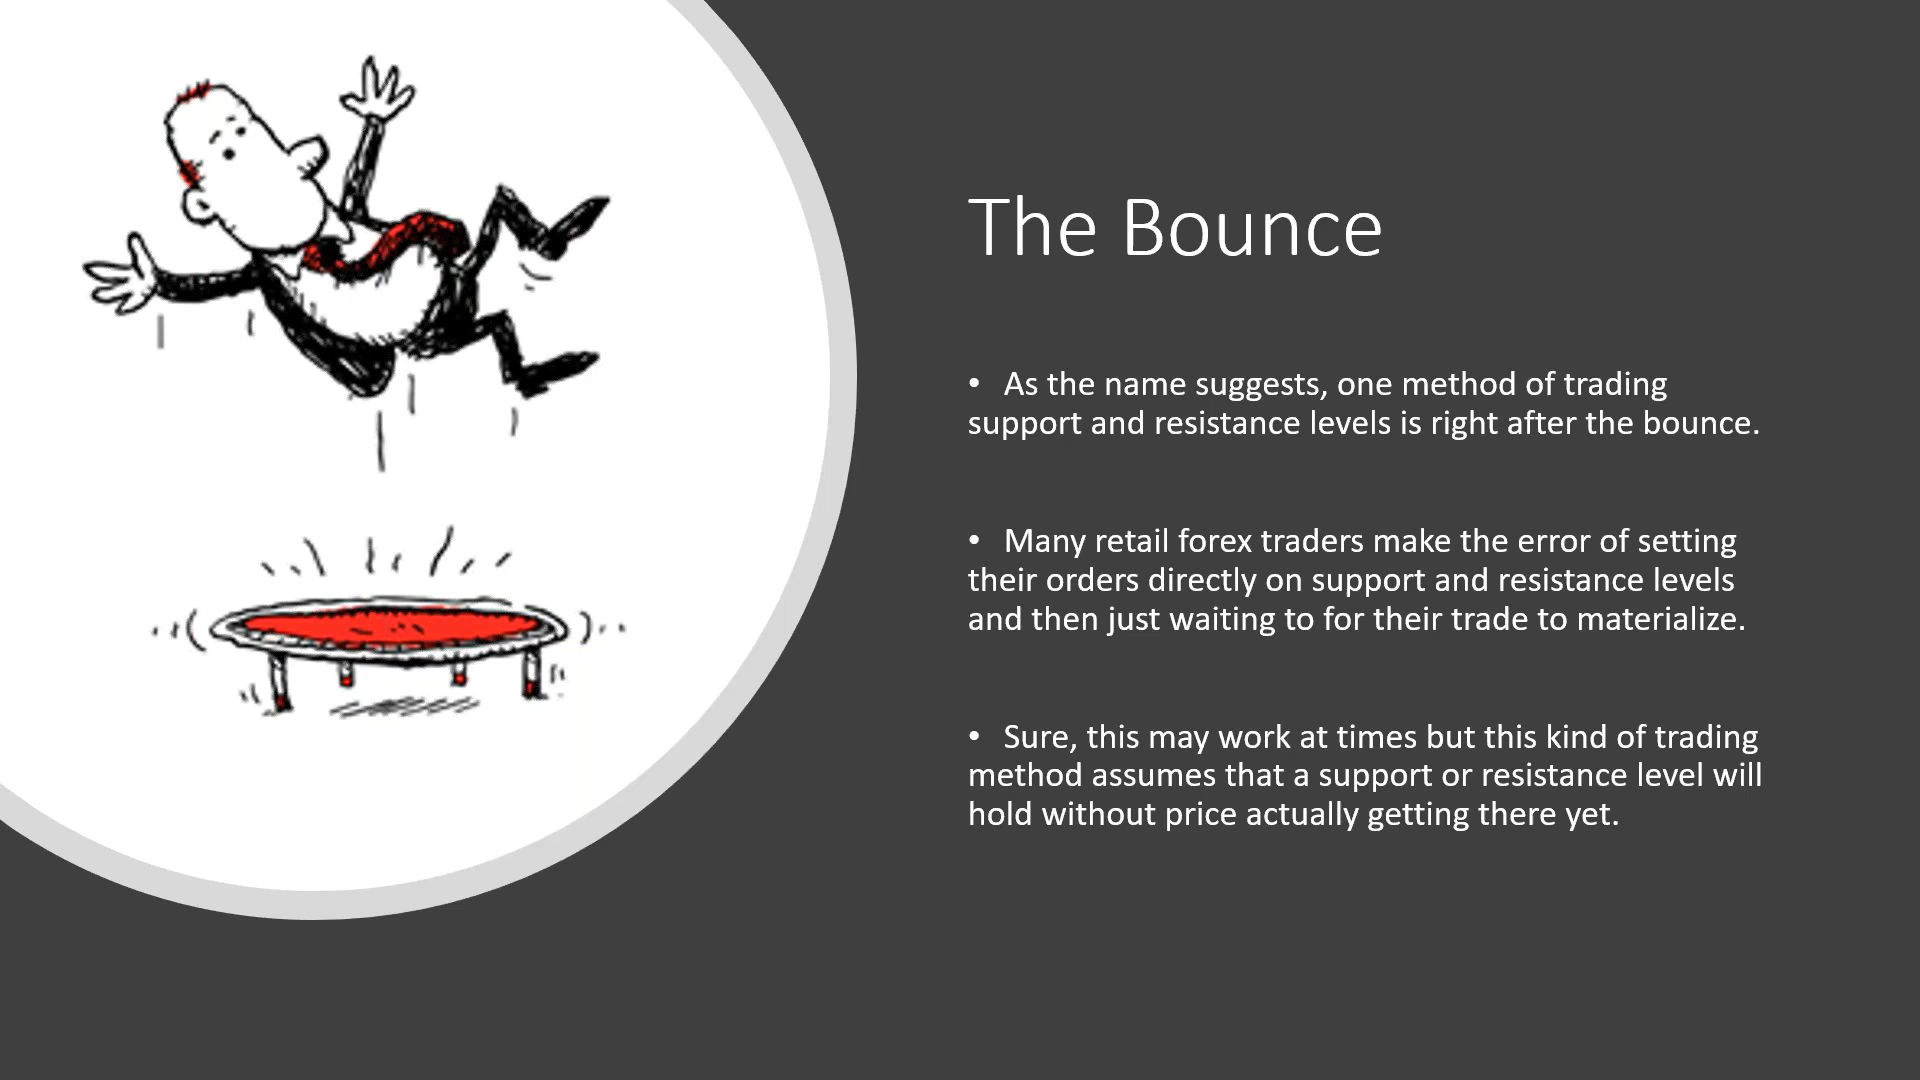 The Bounce
• As the name suggests, one method of trading
support and resistance levels is right after the bounce.
• Many retail forex traders make the error of setting
their orders directly on support and resistance levels
and then just waiting to for their trade to materialize.
• Sure, this may work at times but this kind of trading
method assumes that a support or resistance level will
hold without price actually getting there yet.